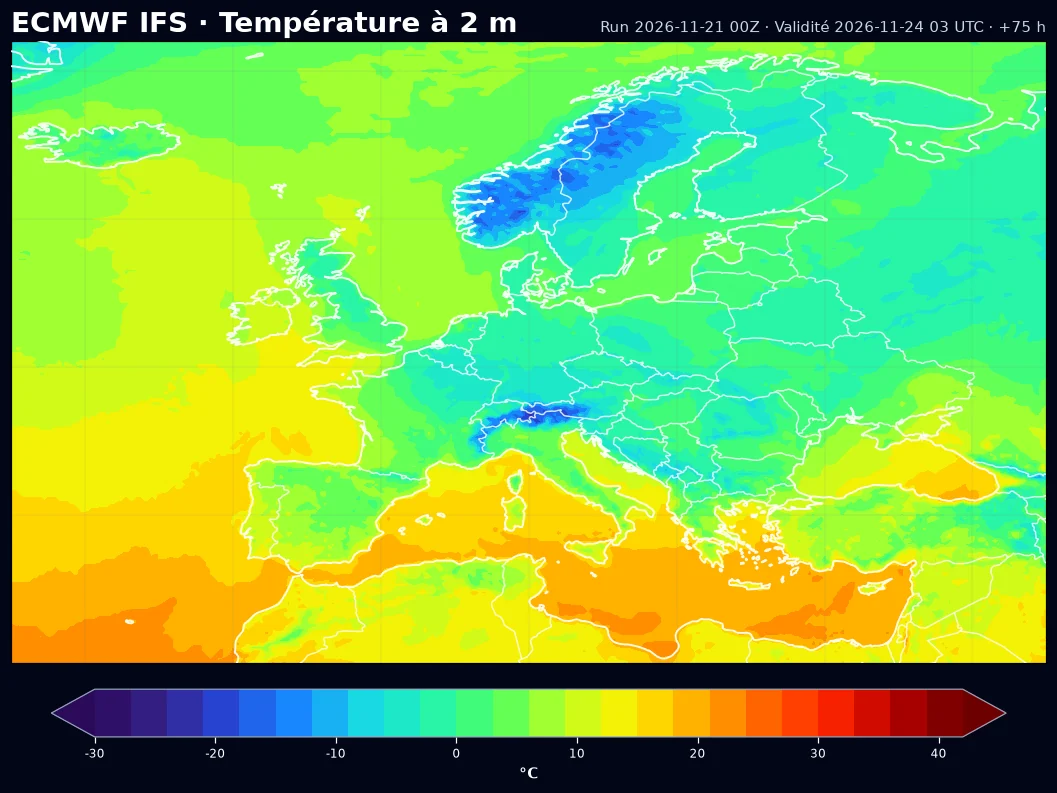 ECMWF IFS · Température à 2 m
Run 2026-11-21 00Z · Validité 2026-11-24 03 UTC · +75 h
-30 -20 -10 0 10 20 30 40
°C